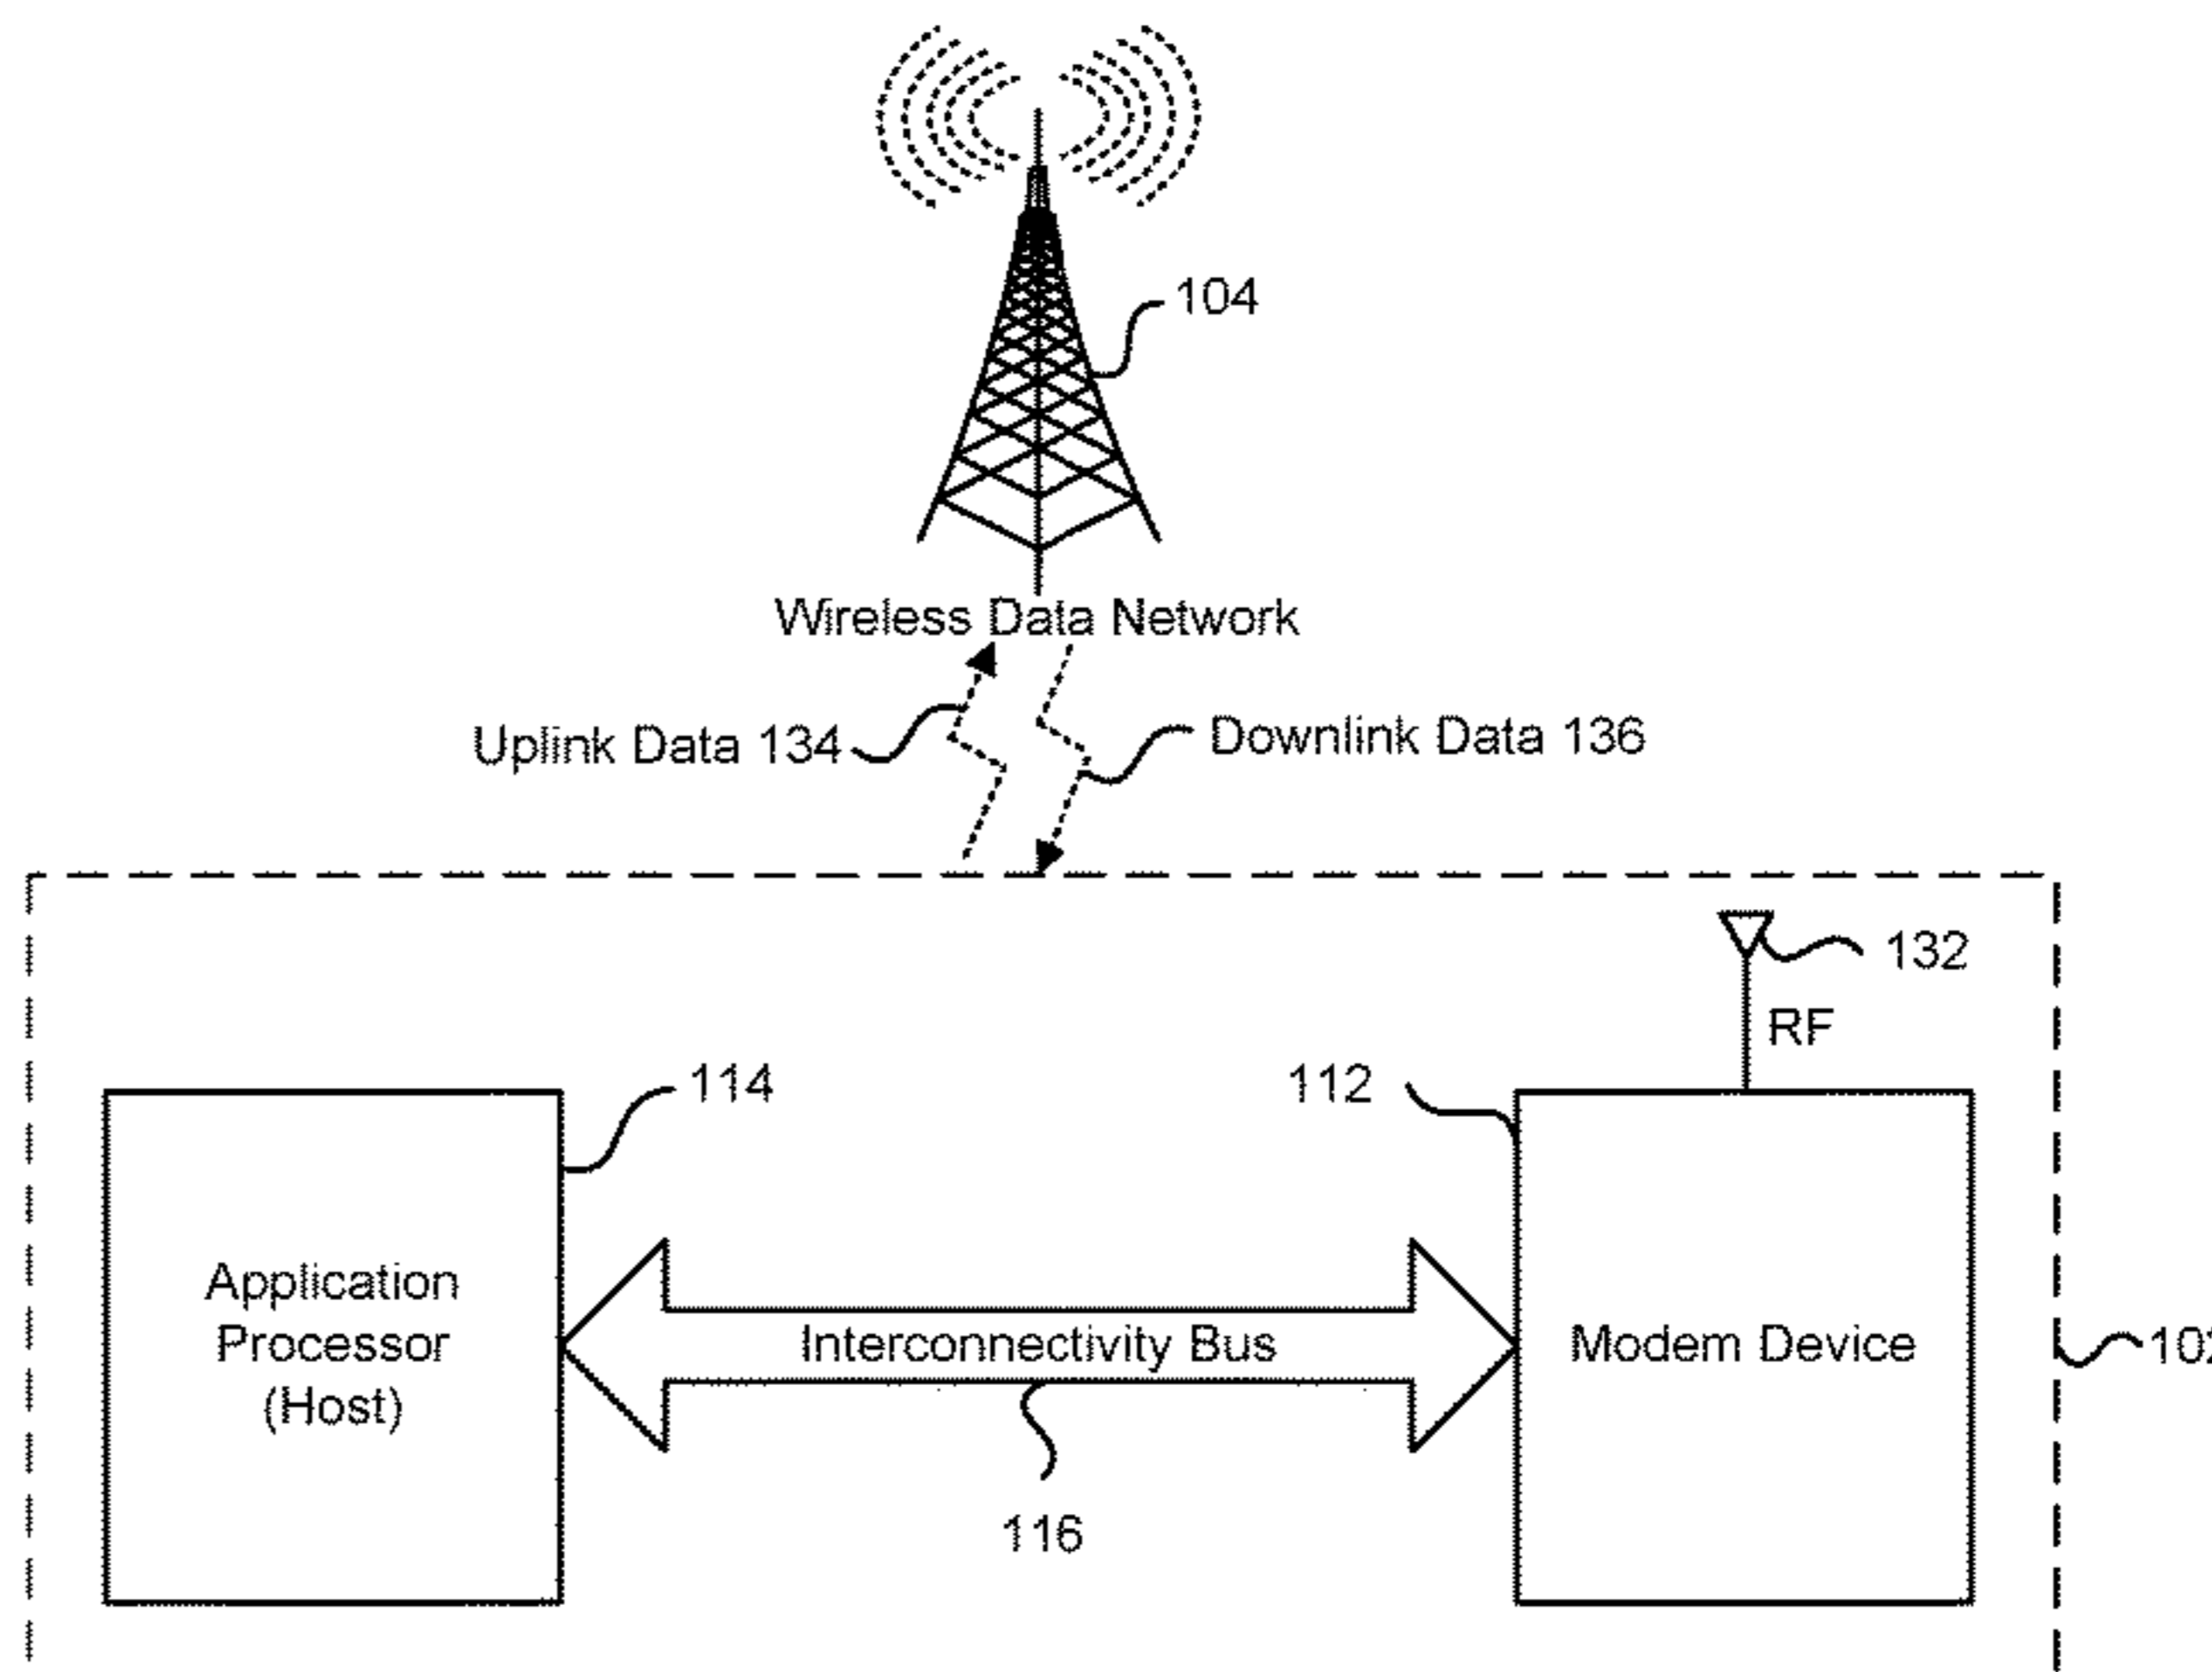 104
Wireless Data Network
Uplink Data 134
Downlink Data 136
132
RF
114
112
Application
Processor
(Host)
Interconnectivity Bus
Modem Device
116